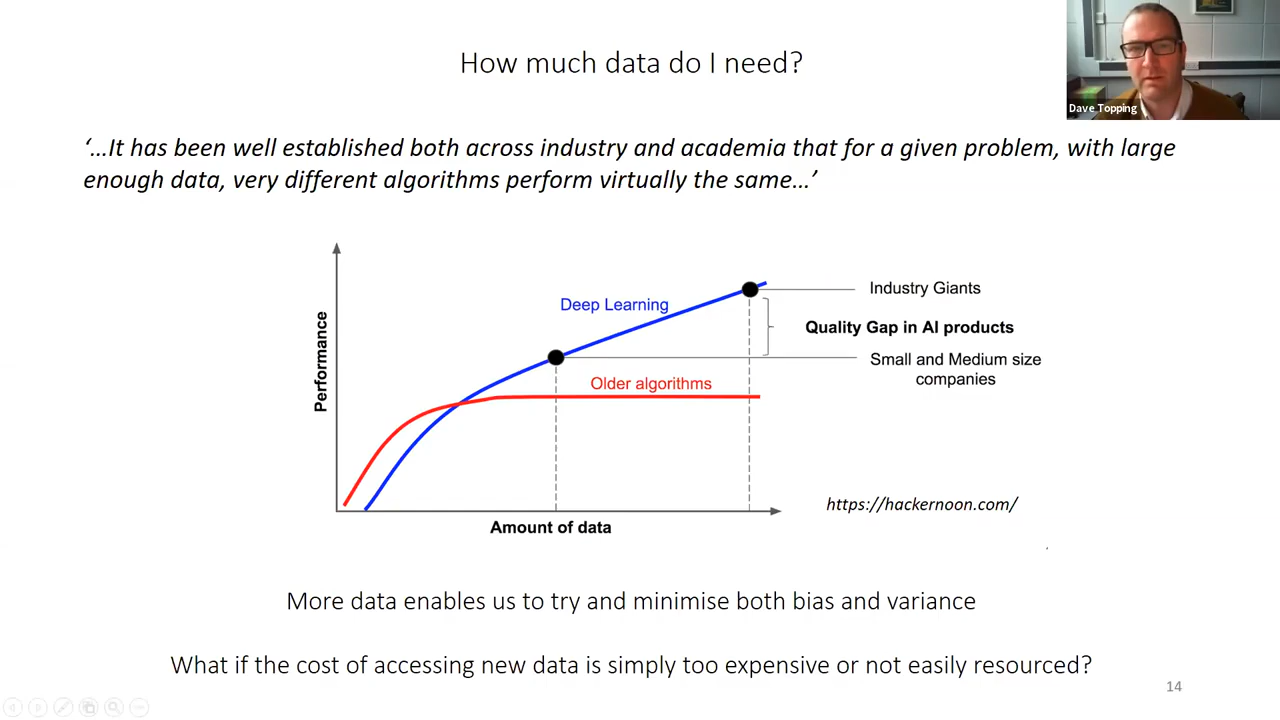 How much data do I need?
Dave Topping
‘…It has been well established both across industry and academia that for a given problem, with large
enough data, very different algorithms perform virtually the same…’
Performance
Deep Learning
Older algorithms
Industry Giants
Quality Gap in AI products
Small and Medium size
companies
https://hackernoon.com/
Amount of data
More data enables us to try and minimise both bias and variance
What if the cost of accessing new data is simply too expensive or not easily resourced?
14